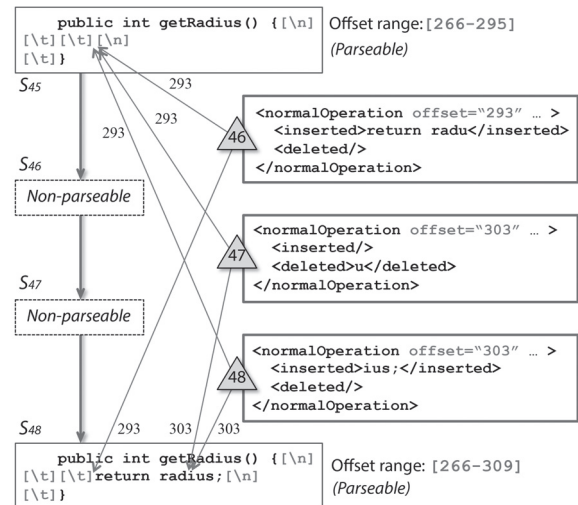 public int getRadius() {[\n]
[\t][\t][\n]
[\t]}
Offset range: [266-295]
(Parseable)
S45
293
293
293
46
<normalOperation offset="293" … >
<inserted>return radu</inserted>
<deleted/>
</normalOperation>
S46
Non-parseable
47
<normalOperation offset="303" … >
<inserted/>
<deleted>u</deleted>
</normalOperation>
S47
Non-parseable
48
<normalOperation offset="303" … >
<inserted>ius;</inserted>
<deleted/>
</normalOperation>
S48
293
303
303
public int getRadius() {[\n]
[\t][\t]return radius;[\n]
[\t]}
Offset range: [266-309]
(Parseable)